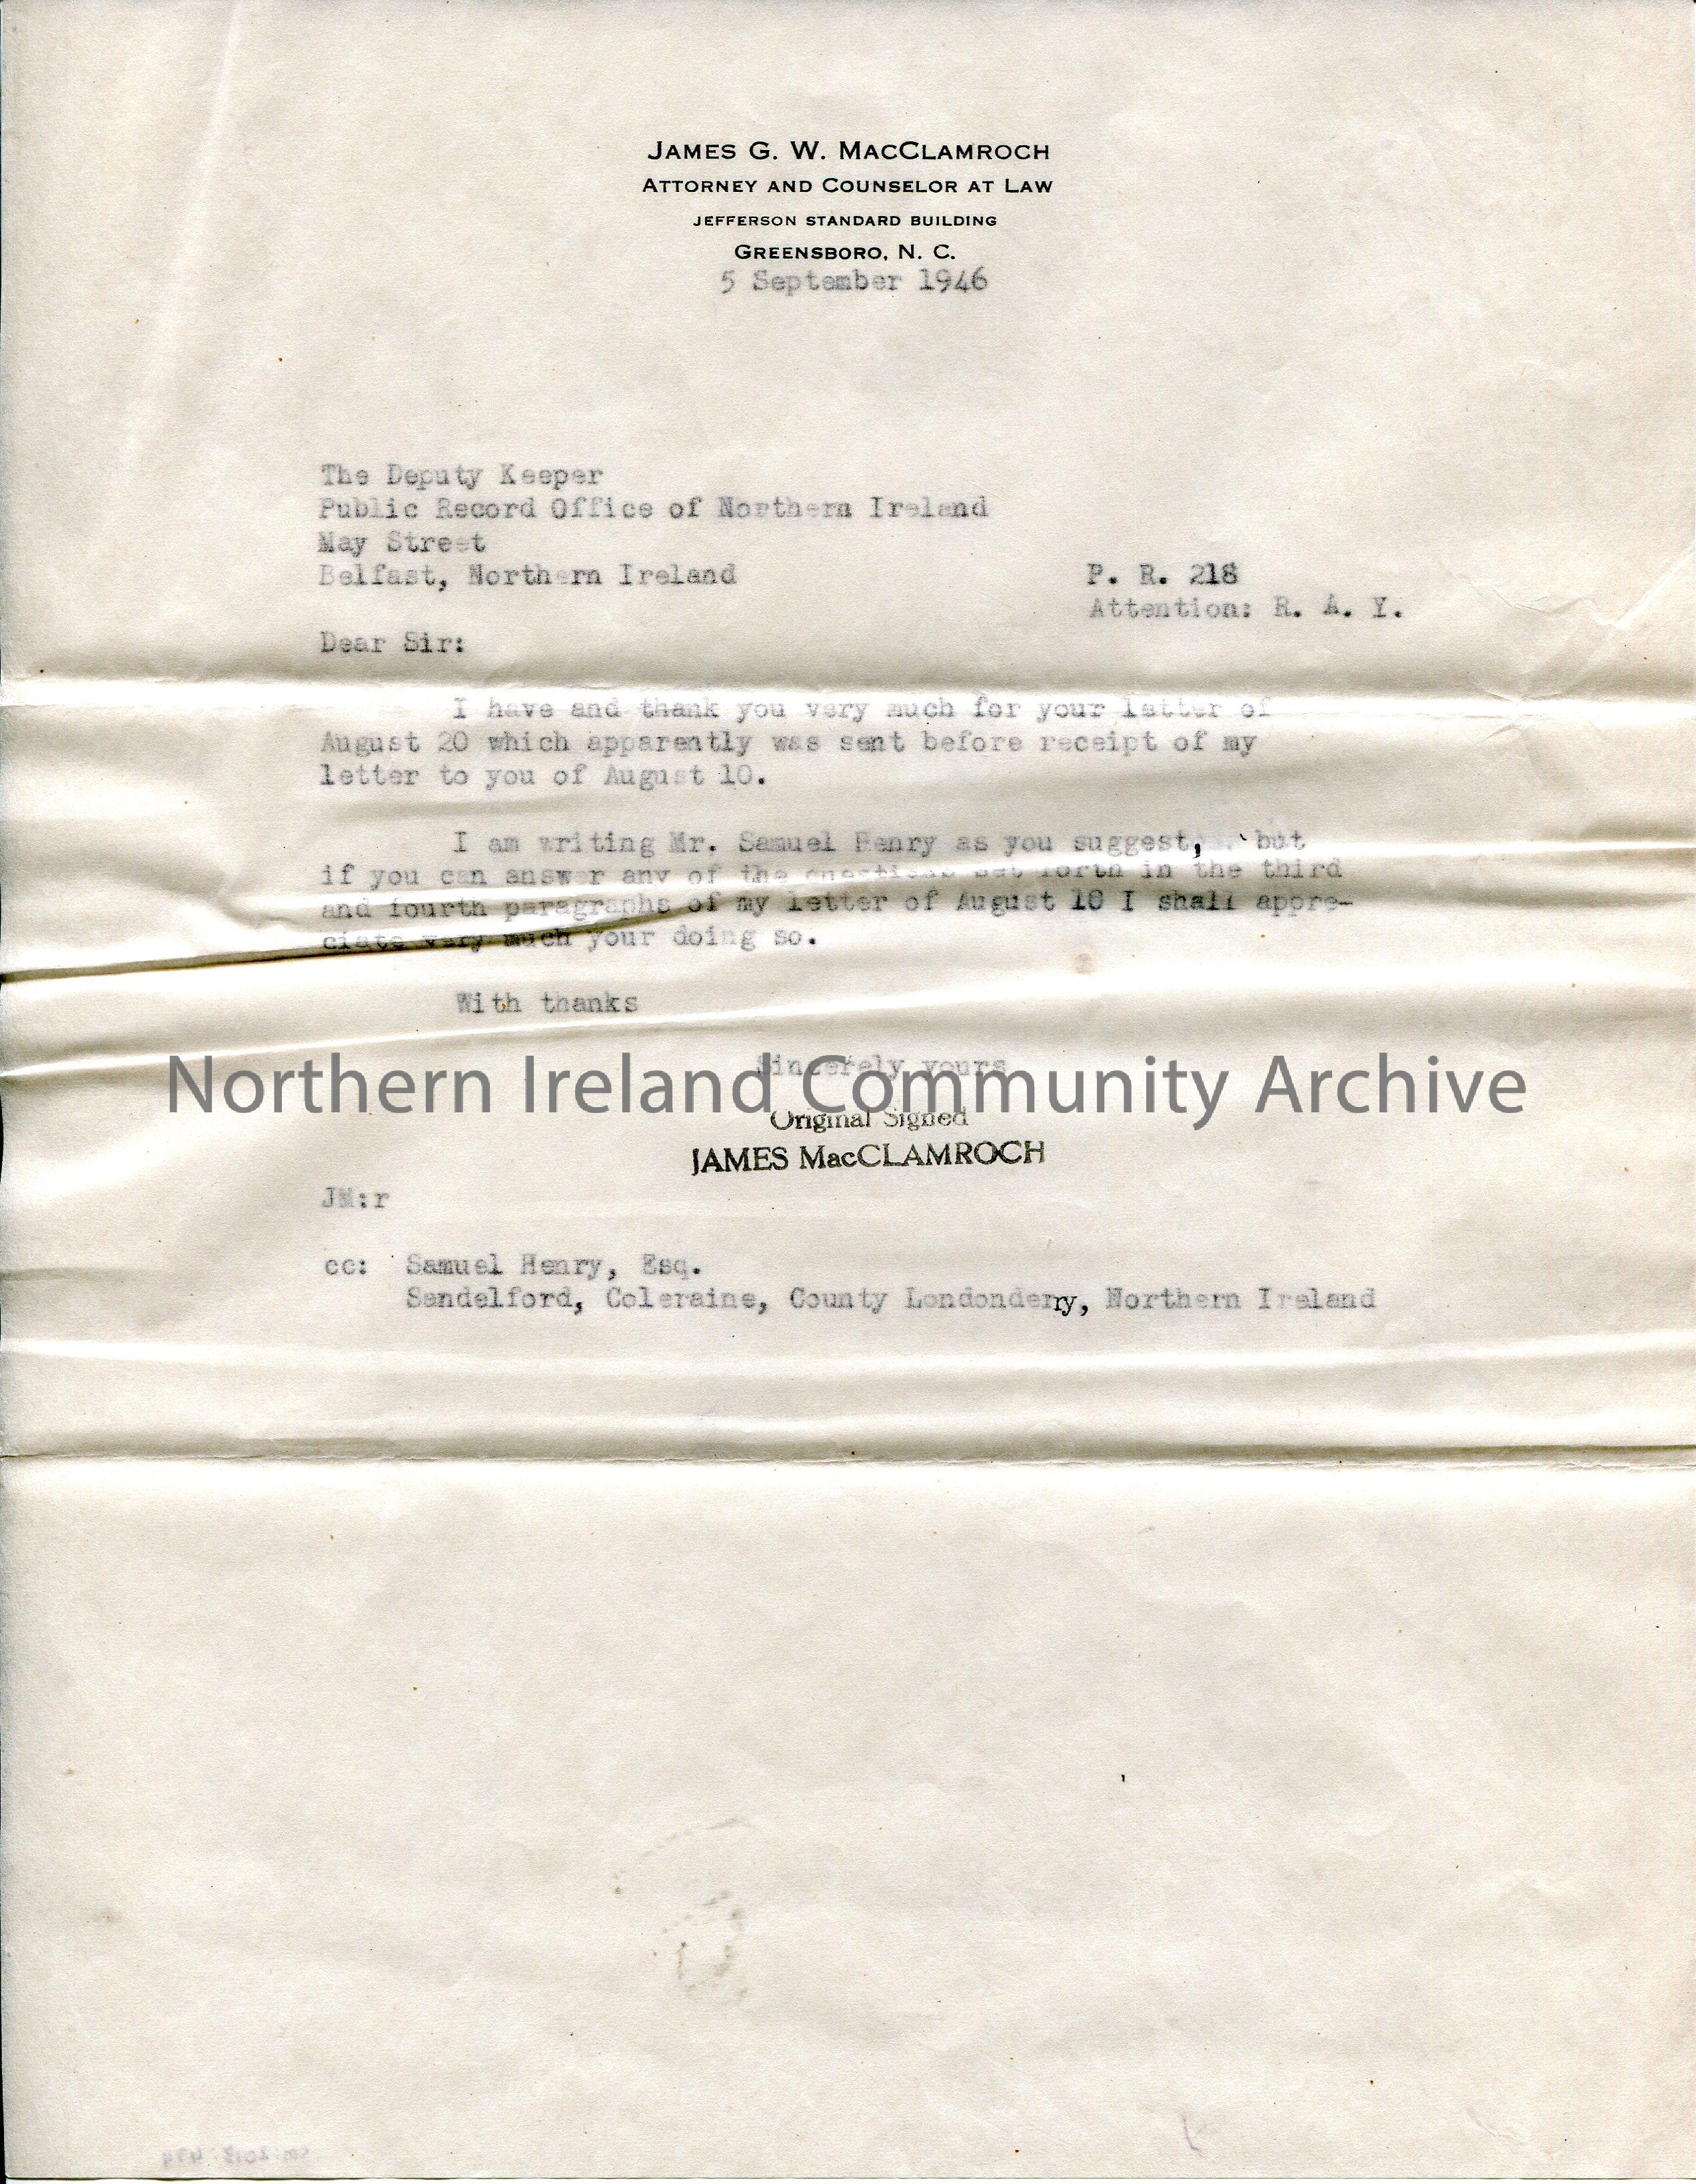 JAMES G. W. MACCLAMROCH
ATTORNEY AND COUNSELOR AT LAW
JEFFERSON STANDARD BUILDING
GREENSBORO, N. C.
5 September 1946
The Deputy Keeper
Public Record Office of Northern Ireland
May Street
Belfast, Northern Ireland
P. R. 218
Attention: R. A. Y.
Dear Sir:
I have and thank you very much for your letter of
August 20 which apparently was sent before receipt of my
letter to you of August 10.
I am writing Mr. Samuel Henry as you suggest, but
if you can answer any of the questions set forth in the third
and fourth paragraphs of my letter of August 10 I shall appre-
ciate very much your doing so.
With thanks
Sincerely yours
Northern Ireland Community Archive
Original Signed
JAMES MacCLAMROCH
JM:r
cc: Samuel Henry, Esq.
Sandelford, Coleraine, County Londonderry, Northern Ireland